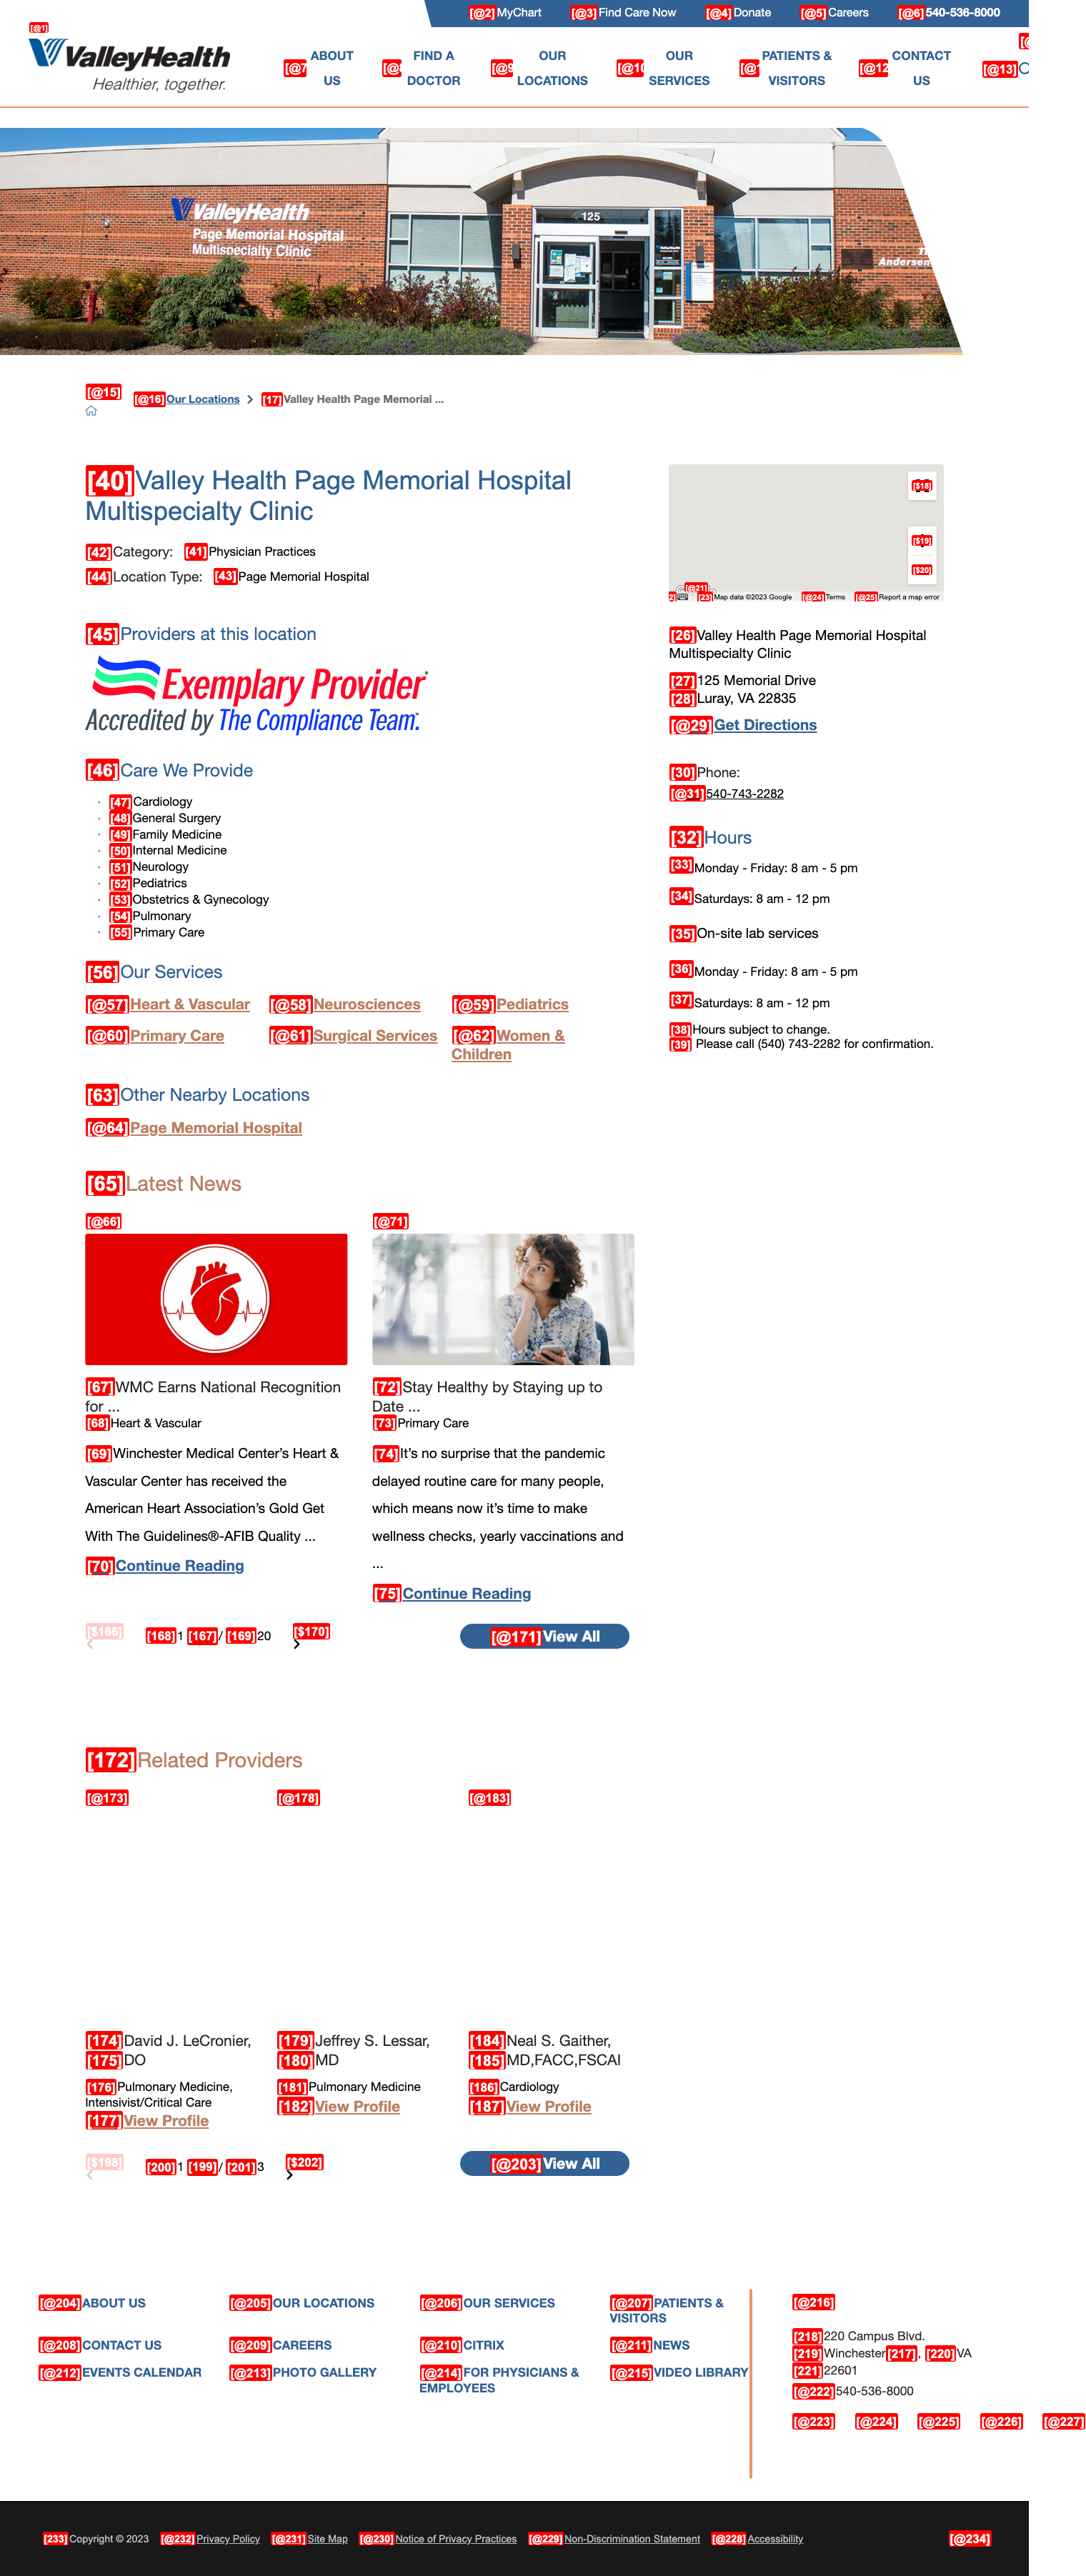 [@1]
ValleyHealth
Healthier, together.
[@2] MyChart [@3] Find Care Now [@4] Donate [@5] Careers [@6] 540-536-8000
ABOUT US
FIND A DOCTOR
OUR LOCATIONS
[@10 OUR SERVICES
PATIENTS & VISITORS
[@12 CONTACT US
[@13]
ValleyHealth
Page Memorial Hospital
Multispecialty Clinic
125
[@15]
[@16] Our Locations [17] Valley Health Page Memorial ...
[40] Valley Health Page Memorial Hospital
Multispecialty Clinic
[42] Category: [41] Physician Practices
[44] Location Type: [43] Page Memorial Hospital
[45] Providers at this location
Exemplary Provider®
Accredited by The Compliance Team.™
[46] Care We Provide
[47] Cardiology
[48] General Surgery
[49] Family Medicine
[50] Internal Medicine
[51] Neurology
[52] Pediatrics
[53] Obstetrics & Gynecology
[54] Pulmonary
[55] Primary Care
[56] Our Services
[@57] Heart & Vascular [@58] Neurosciences [@59] Pediatrics
[@60] Primary Care [@61] Surgical Services [@62] Women &
Children
[63] Other Nearby Locations
[@64] Page Memorial Hospital
[$18]
[$19]
[$20]
[@21]
[23] Map data ©2023 Google [@24] Terms [@25] Report a map error
[26] Valley Health Page Memorial Hospital
Multispecialty Clinic
[27] 125 Memorial Drive
[28] Luray, VA 22835
[@29] Get Directions
[30] Phone:
[@31] 540-743-2282
[32] Hours
[33] Monday - Friday: 8 am - 5 pm
[34] Saturdays: 8 am - 12 pm
[35] On-site lab services
[36] Monday - Friday: 8 am - 5 pm
[37] Saturdays: 8 am - 12 pm
[38] Hours subject to change.
[39] Please call (540) 743-2282 for confirmation.
[65] Latest News
[@66]
[67] WMC Earns National Recognition
for ...
[68] Heart & Vascular
[69] Winchester Medical Center’s Heart &
Vascular Center has received the
American Heart Association’s Gold Get
With The Guidelines®-AFIB Quality ...
[70] Continue Reading
[@71]
[72] Stay Healthy by Staying up to
Date ...
[73] Primary Care
[74] It’s no surprise that the pandemic
delayed routine care for many people,
which means now it’s time to make
wellness checks, yearly vaccinations and
...
[75] Continue Reading
[$166] [168] 1 [167] / [169] 20 [$170] [@171] View All
[172] Related Providers
[@173] [@178] [@183]
[174] David J. LeCronier,
[175] DO
[176] Pulmonary Medicine,
Intensivist/Critical Care
[177] View Profile
[179] Jeffrey S. Lessar,
[180] MD
[181] Pulmonary Medicine
[182] View Profile
[184] Neal S. Gaither,
[185] MD,FACC,FSCAI
[186] Cardiology
[187] View Profile
[$198] [200] 1 [199] / [201] 3 [$202] [@203] View All
[@204] ABOUT US [@205] OUR LOCATIONS [@206] OUR SERVICES [@207] PATIENTS &
VISITORS
[@208] CONTACT US [@209] CAREERS [@210] CITRIX [@211] NEWS
[@212] EVENTS CALENDAR [@213] PHOTO GALLERY [@214] FOR PHYSICIANS &
EMPLOYEES
[@215] VIDEO LIBRARY
[@216]
[218] 220 Campus Blvd.
[219] Winchester [217] , [220] VA
[221] 22601
[@222] 540-536-8000
[@223] [@224] [@225] [@226] [@227]
[233] Copyright © 2023 [@232] Privacy Policy [@231] Site Map [@230] Notice of Privacy Practices [@229] Non-Discrimination Statement [@228] Accessibility [@234]